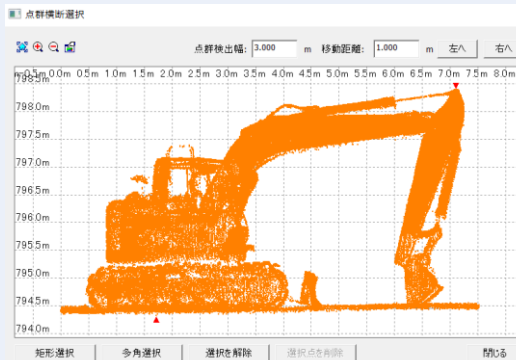 点群横断選択
点群検出幅: 3.000 m 移動距離: 1.000 m 左へ 右へ
0.0m 0.5m 1.0m 1.5m 2.0m 2.5m 3.0m 3.5m 4.0m 4.5m 5.0m 5.5m 6.0m 6.5m 7.0m 7.5m 8.0m
798.5m
798.0m
797.5m
797.0m
796.5m
796.0m
795.5m
795.0m
794.5m
794.0m
矩形選択 多角選択 選択を解除 選択点を削除 閉じる